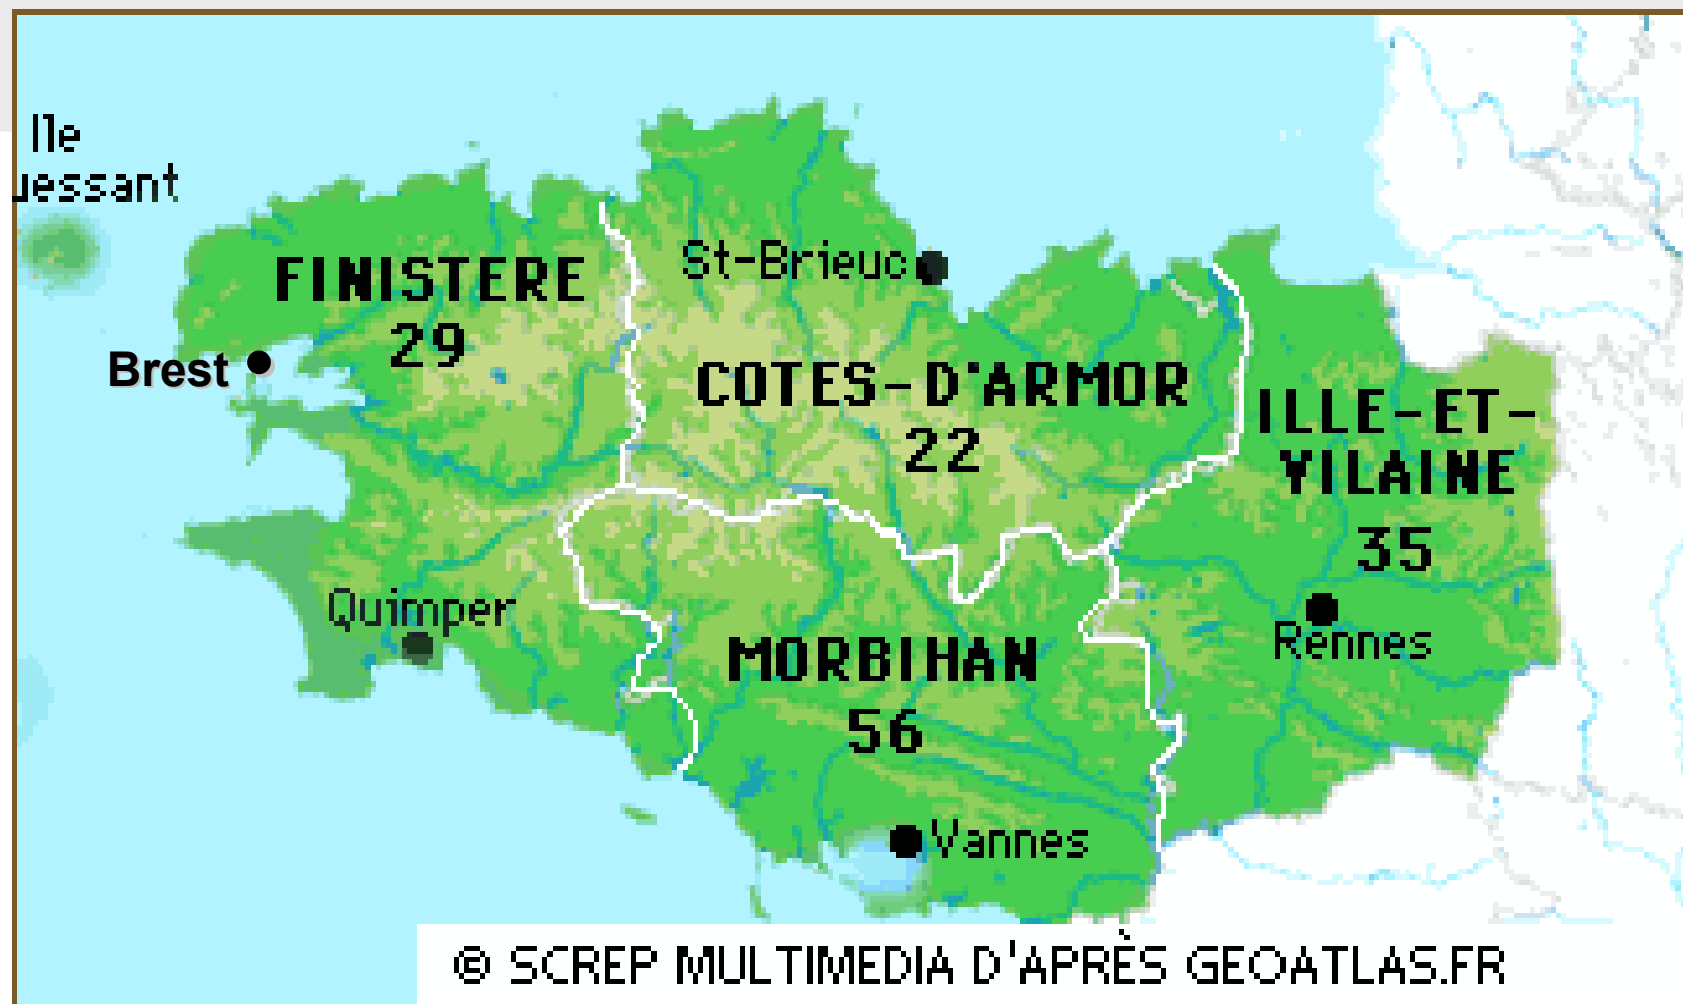 Ile
uessant
FINISTERE
29
Brest
St-Brieuc
COTES-D'ARMOR
22
ILLE-ET-
VILAINE
35
Quimper
Rennes
MORBIHAN
56
Vannes
© SCREP MULTIMEDIA D'APRÈS GEOATLAS.FR